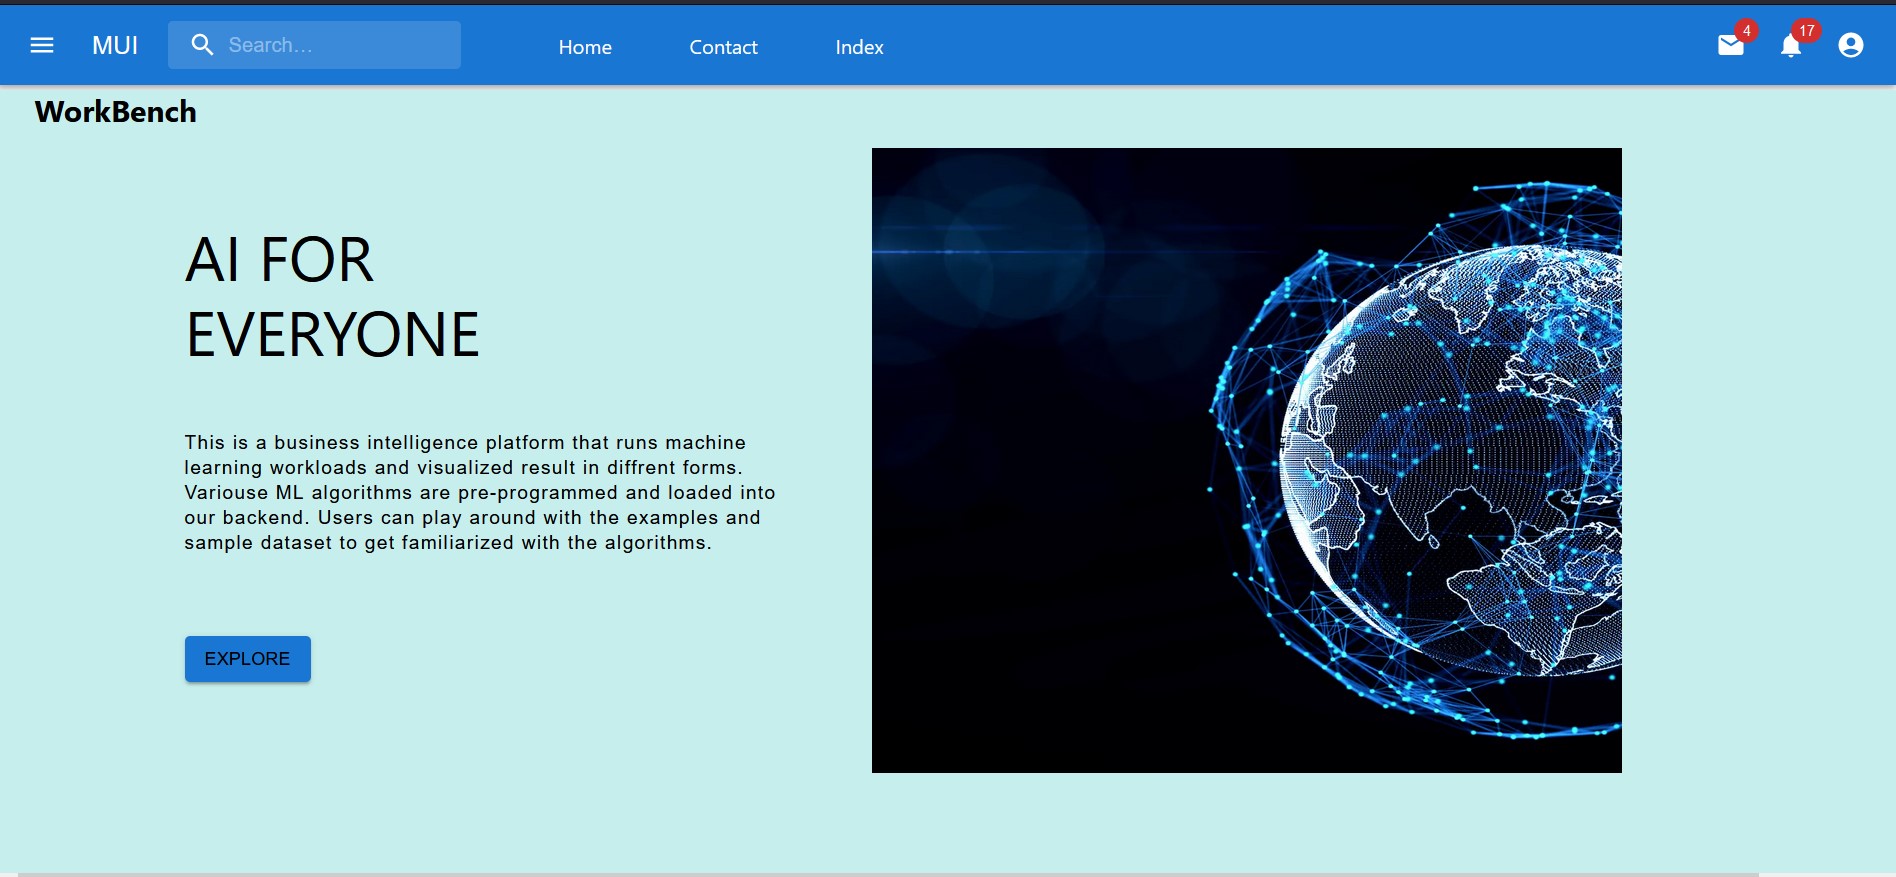 MUI
Search…
Home
Contact
Index
4
17
WorkBench
AI FOR
EVERYONE
This is a business intelligence platform that runs machine
learning workloads and visualized result in diffrent forms.
Variouse ML algorithms are pre-programmed and loaded into
our backend. Users can play around with the examples and
sample dataset to get familiarized with the algorithms.
EXPLORE